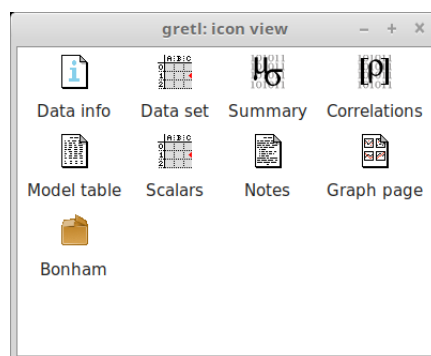 gretl: icon view
Data info Data set Summary Correlations
Model table Scalars Notes Graph page
Bonham